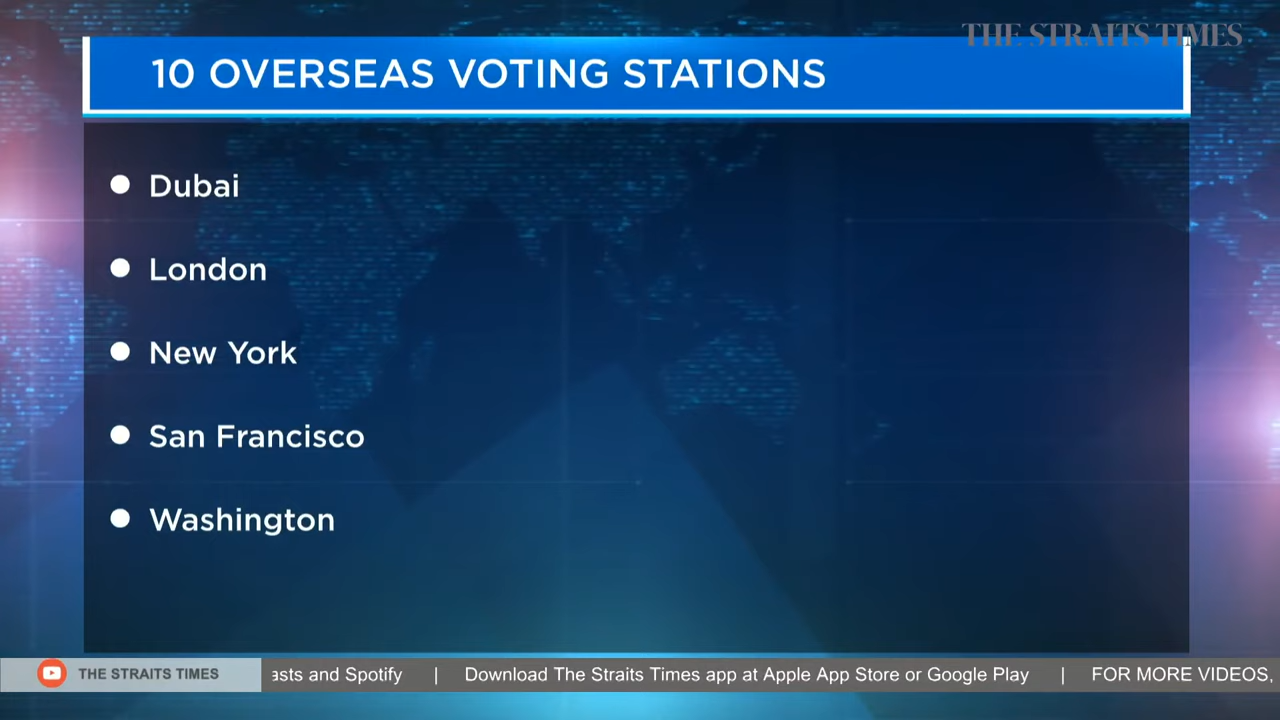 THE STRAITS TIMES
10 OVERSEAS VOTING STATIONS
Dubai
London
New York
San Francisco
Washington
THE STRAITS TIMES
asts and Spotify | Download The Straits Times app at Apple App Store or Google Play | FOR MORE VIDEOS,